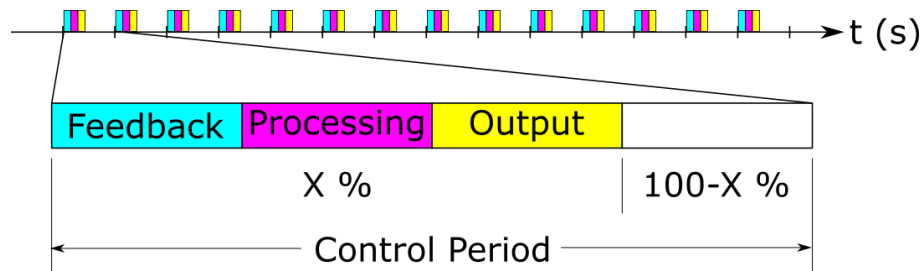 t (s)
Feedback Processing Output
X % 100-X %
Control Period